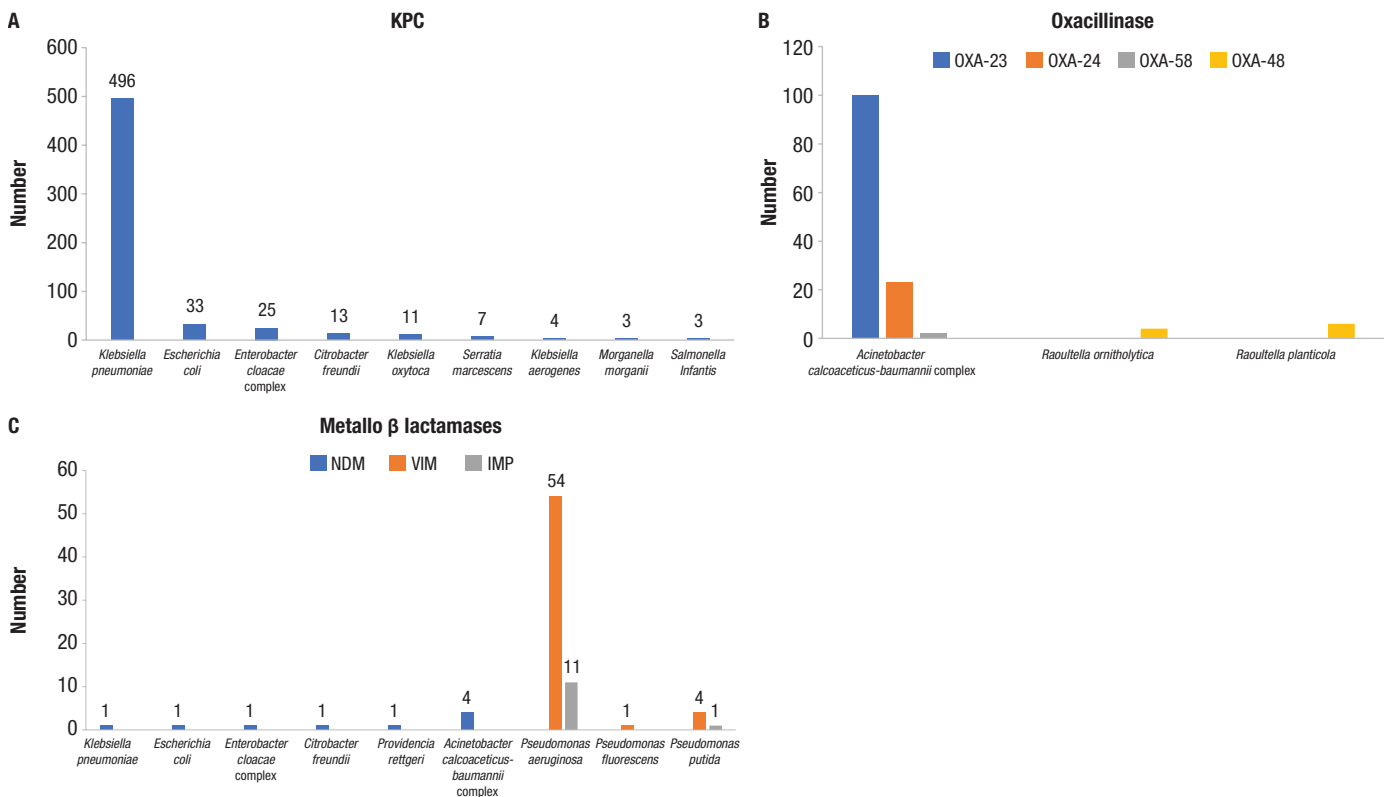 A
KPC
Number
600
500
400
300
200
100
0
496
33
25
13
11
7
4
3
3
Klebsiella
pneumoniae
Escherichia
coli
Enterobacter
cloacae
complex
Citrobacter
freundii
Klebsiella
oxytoca
Serratia
marcescens
Klebsiella
aerogenes
Morganella
morganii
Salmonella
Infantis
B
Oxacillinase
OXA-23 OXA-24 OXA-58 OXA-48
Number
120
100
80
60
40
20
0
Acinetobacter
calcoaceticus-baumannii complex
Raoultella ornitholytica
Raoultella planticola
C
Metallo β lactamases
NDM VIM IMP
Number
60
50
40
30
20
10
0
1
1
1
1
1
4
54
11
1
4
1
Klebsiella
pneumoniae
Escherichia
coli
Enterobacter
cloacae
complex
Citrobacter
freundii
Providencia
rettgeri
Acinetobacter
calcoaceticus-
baumannii
complex
Pseudomonas
aeruginosa
Pseudomonas
fluorescens
Pseudomonas
putida